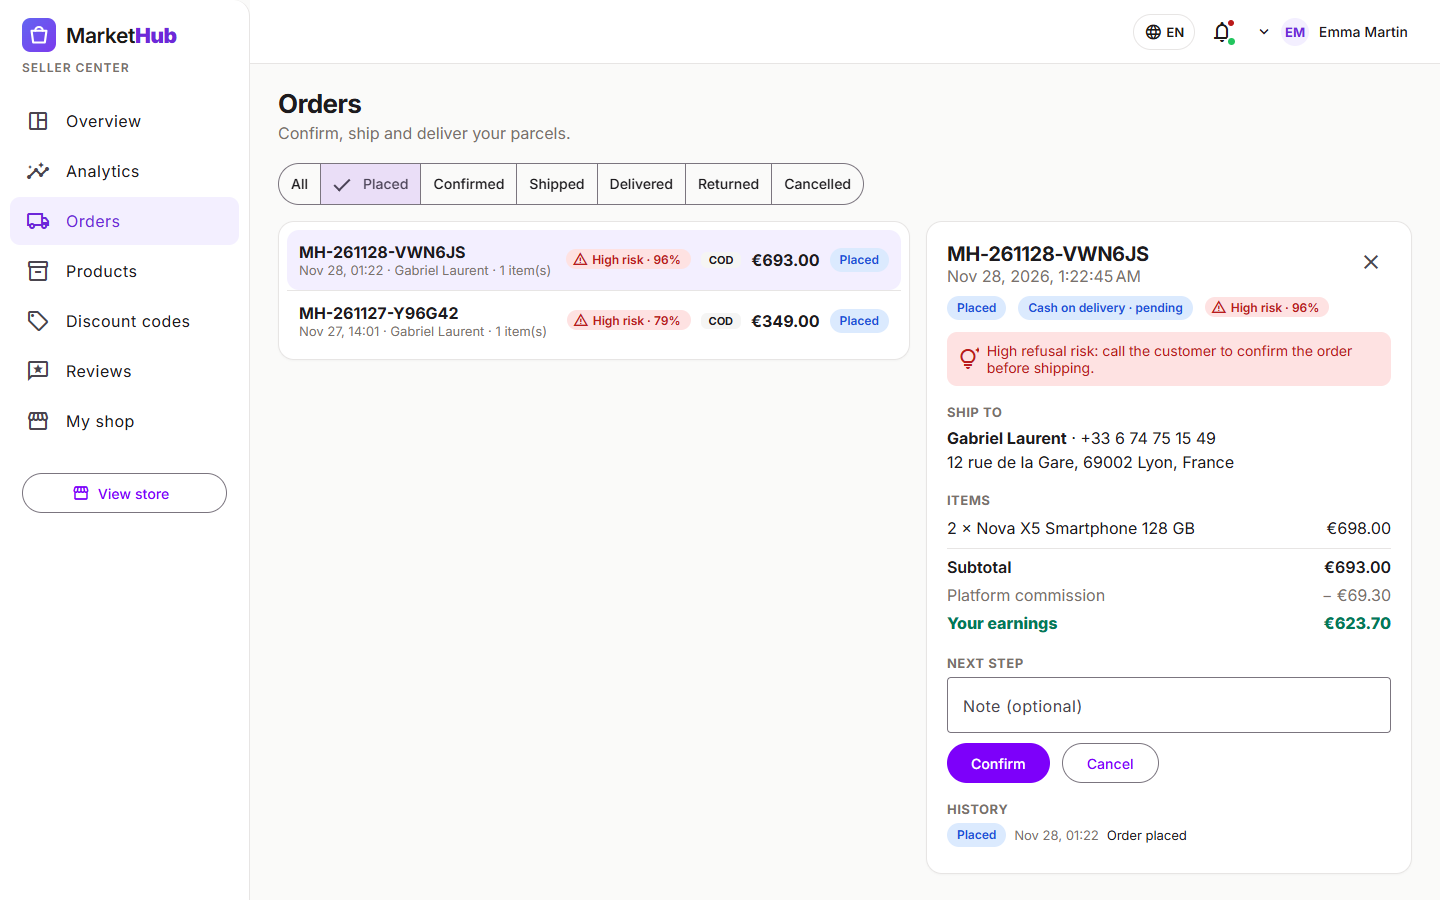 MarketHub
SELLER CENTER
Overview
Analytics
Orders
Products
Discount codes
Reviews
My shop
View store
EN
EM
Emma Martin
Orders
Confirm, ship and deliver your parcels.
All
Placed
Confirmed
Shipped
Delivered
Returned
Cancelled
MH-261128-VWN6JS
Nov 28, 01:22 · Gabriel Laurent · 1 item(s)
High risk · 96%
COD
€693.00
Placed
MH-261127-Y96G42
Nov 27, 14:01 · Gabriel Laurent · 1 item(s)
High risk · 79%
COD
€349.00
Placed
MH-261128-VWN6JS
Nov 28, 2026, 1:22:45 AM
Placed
Cash on delivery · pending
High risk · 96%
High refusal risk: call the customer to confirm the order
before shipping.
SHIP TO
Gabriel Laurent · +33 6 74 75 15 49
12 rue de la Gare, 69002 Lyon, France
ITEMS
2 × Nova X5 Smartphone 128 GB €698.00
Subtotal €693.00
Platform commission – €69.30
Your earnings €623.70
NEXT STEP
Note (optional)
Confirm
Cancel
HISTORY
Placed Nov 28, 01:22 Order placed